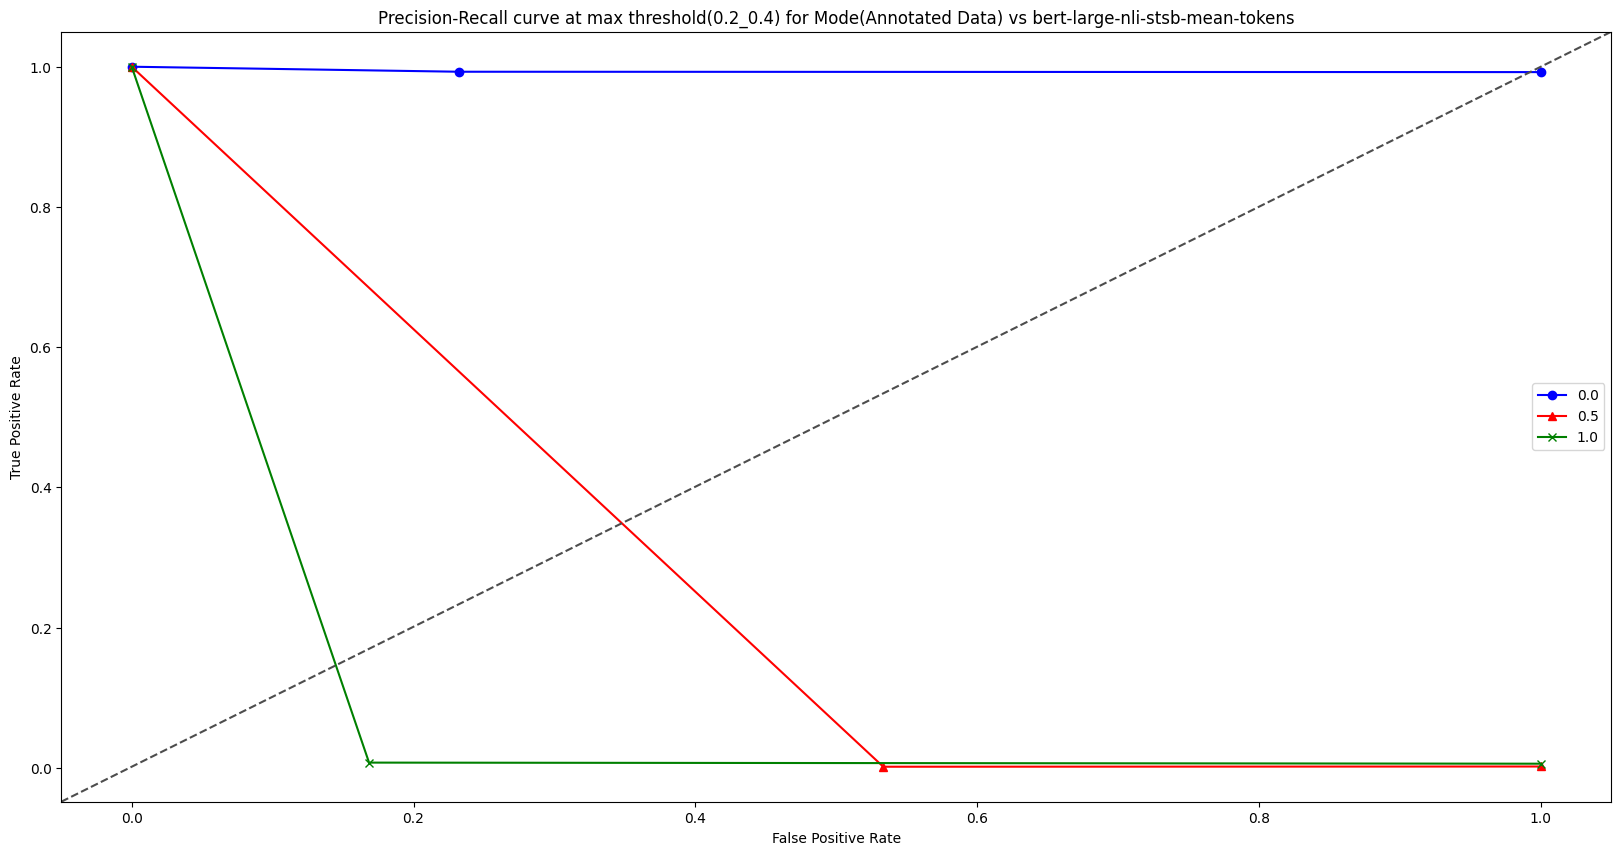 Precision-Recall curve at max threshold(0.2_0.4) for Mode(Annotated Data) vs bert-large-nli-stsb-mean-tokens
1.0
0.8
0.6
0.4
0.2
0.0
True Positive Rate
0.0
0.5
1.0
0.0 0.2 0.4 0.6 0.8 1.0
False Positive Rate